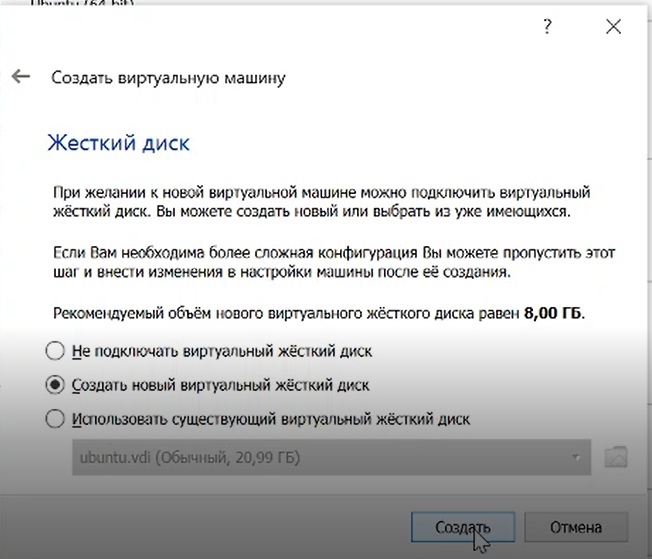 Ubuntu (64-bit)
?
Создать виртуальную машину
Жесткий диск
При желании к новой виртуальной машине можно подключить виртуальный
жёсткий диск. Вы можете создать новый или выбрать из уже имеющихся.
Если Вам необходима более сложная конфигурация Вы можете пропустить этот
шаг и внести изменения в настройки машины после её создания.
Рекомендуемый объём нового виртуального жёсткого диска равен 8,00 ГБ.
Не подключать виртуальный жёсткий диск
Создать новый виртуальный жёсткий диск
Использовать существующий виртуальный жёсткий диск
ubuntu.vdi (Обычный, 20,99 ГБ)
Создать
Отмена